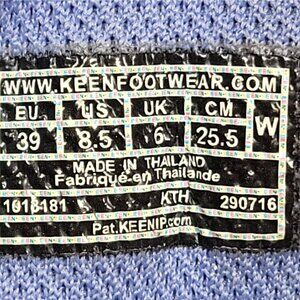 WWW.KEENFOOTWEAR.COM
EU US UK CM
39 8.5 6 25.5 W
MADE IN THAILAND
Fabriqué en Thaïlande
1018181 KTH 290716
Pat.KEENIP.com